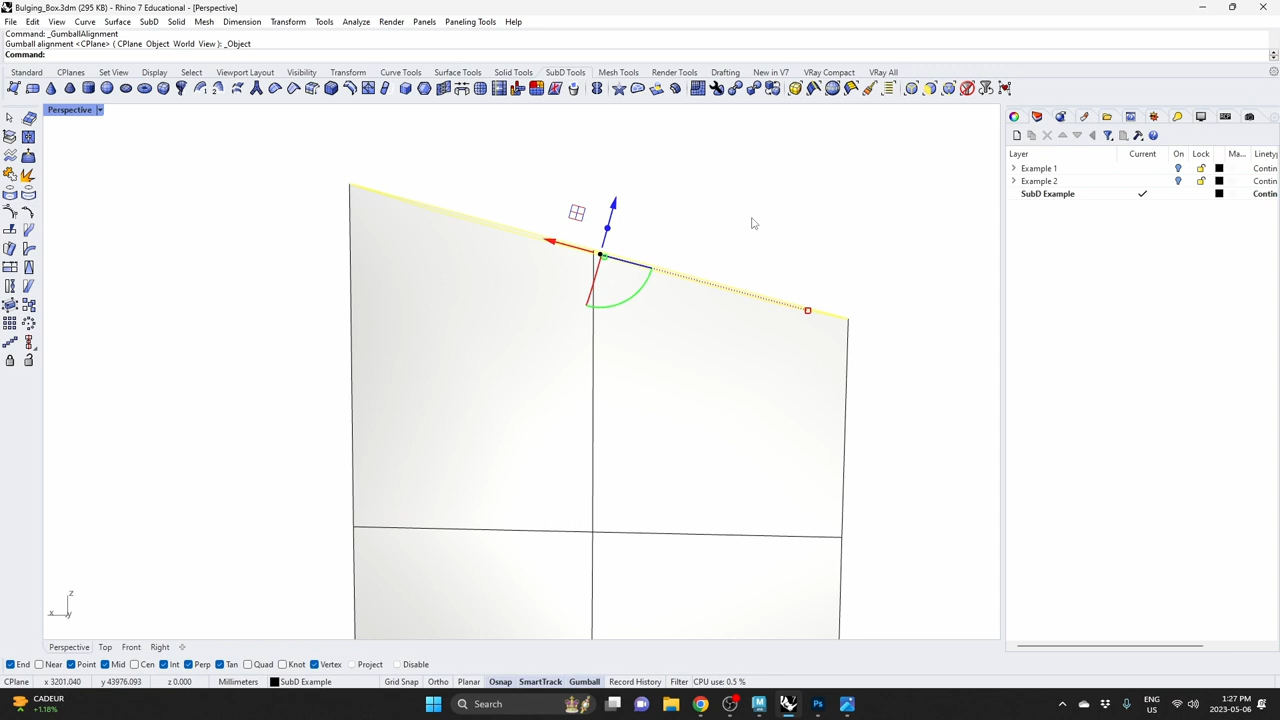 Bulging_Box.3dm (295 KB) - Rhino 7 Educational - [Perspective]
File Edit View Curve Surface SubD Solid Mesh Dimension Transform Tools Analyze Render Panels Paneling Tools Help
Command: _GumballAlignment
Gumball alignment <CPlane> ( CPlane Object World View ): _Object
Command:
Standard CPlanes Set View Display Select Viewport Layout Visibility Transform Curve Tools Surface Tools Solid Tools SubD Tools Mesh Tools Render Tools Drafting New in V7 VRay Compact VRay All
Perspective
Layer Current On Lock Ma... Linety
Example 1 Contin
Example 2 Contin
SubD Example Contin
z
x y
Perspective Top Front Right
End Near Point Mid Cen Int Perp Tan Quad Knot Vertex Project Disable
CPlane x 3201.040 y 43976.093 z 0.000 Millimeters SubD Example Grid Snap Ortho Planar Osnap SmartTrack Gumball Record History Filter CPU use: 0.5 %
CADEUR
+1.18%
Search
ENG
US
1:27 PM
2023-05-06